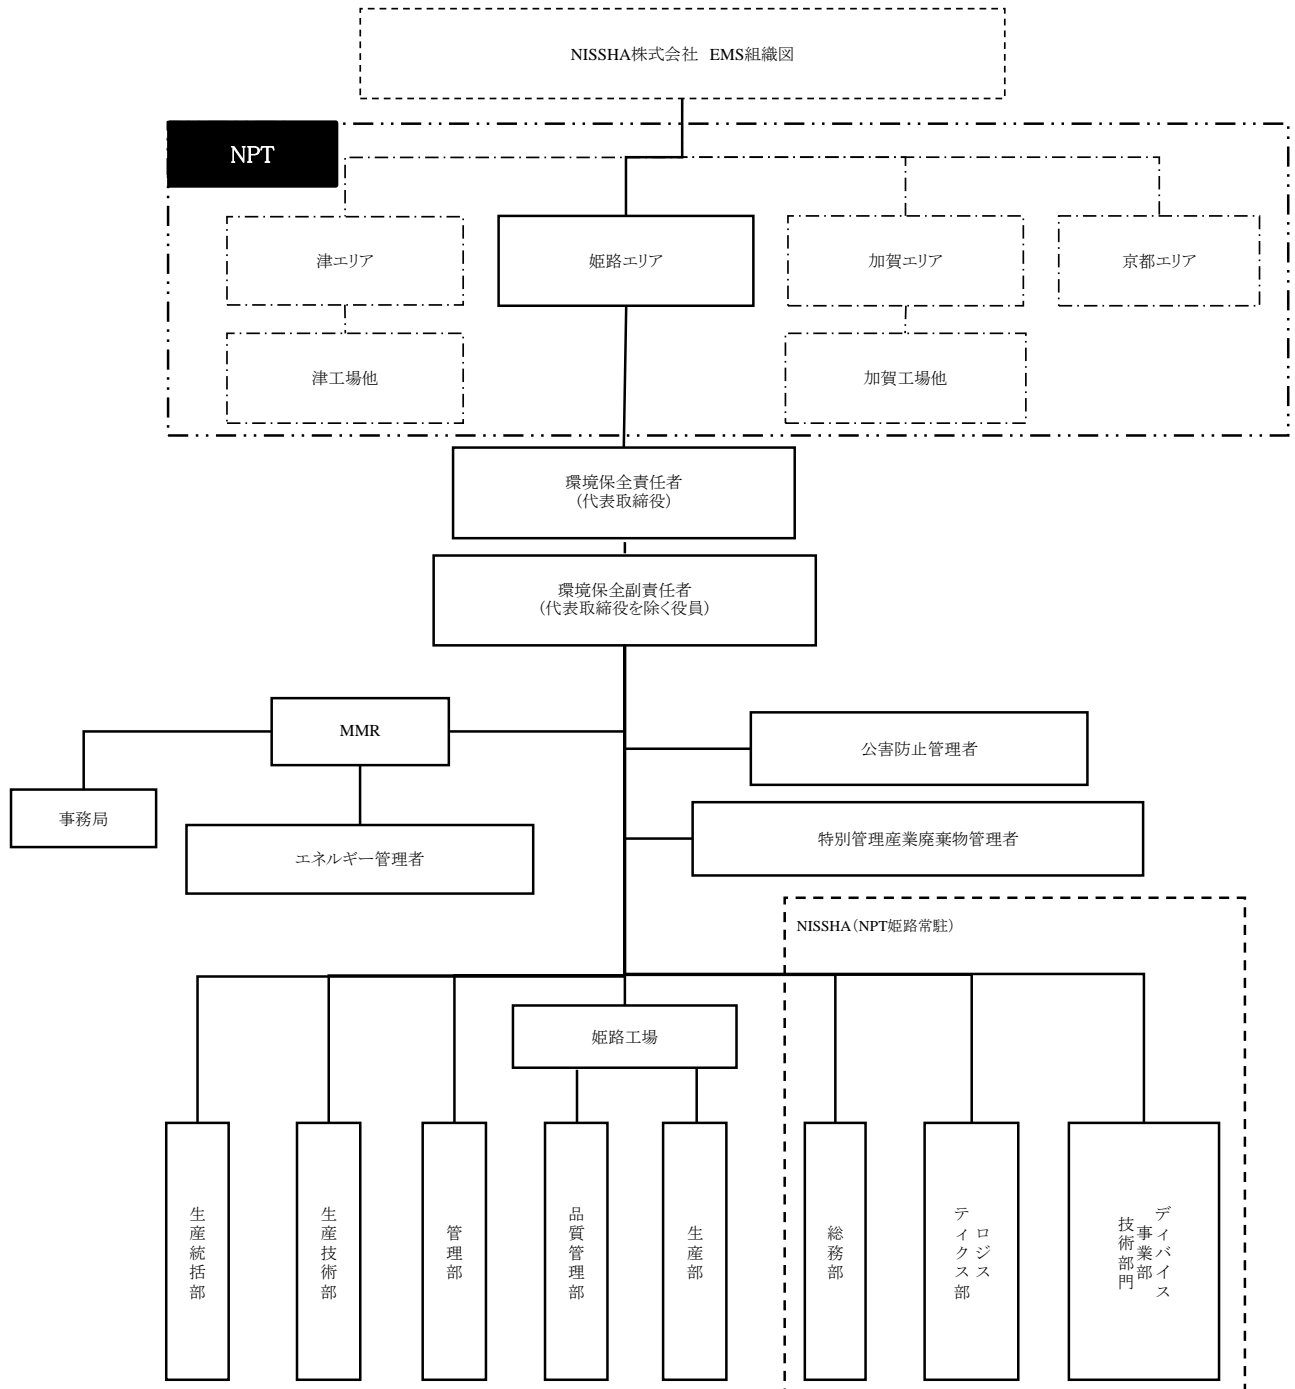 NISSHA株式会社 EMS組織図
NPT
津エリア
姫路エリア
加賀エリア
京都エリア
津工場他
加賀工場他
環境保全責任者
(代表取締役)
環境保全副責任者
(代表取締役を除く役員)
MMR
公害防止管理者
事務局
エネルギー管理者
特別管理産業廃棄物管理者
NISSHA(NPT姫路常駐)
姫路工場
生産統括部
生産技術部
管理部
品質管理部
生産部
総務部
ロジス
ティクス部
ディバイス
事業部
技術部門